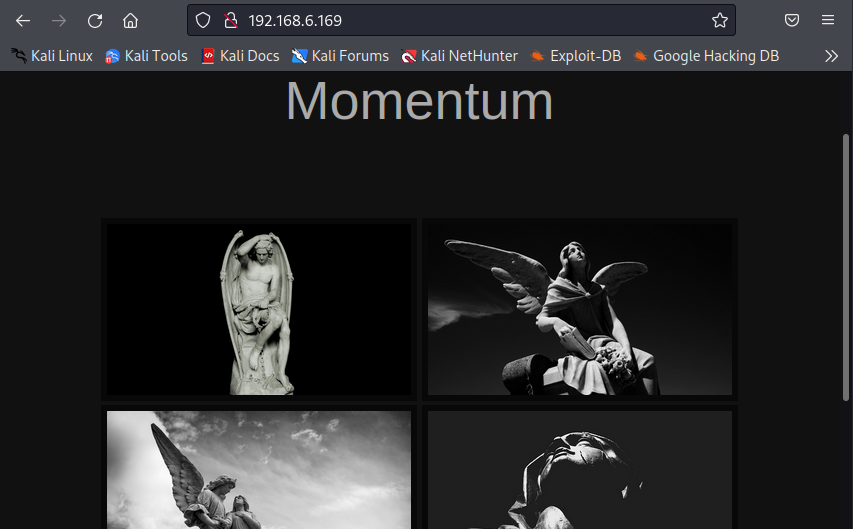 192.168.6.169
Kali Linux Kali Tools Kali Docs Kali Forums Kali NetHunter Exploit-DB Google Hacking DB
Momentum